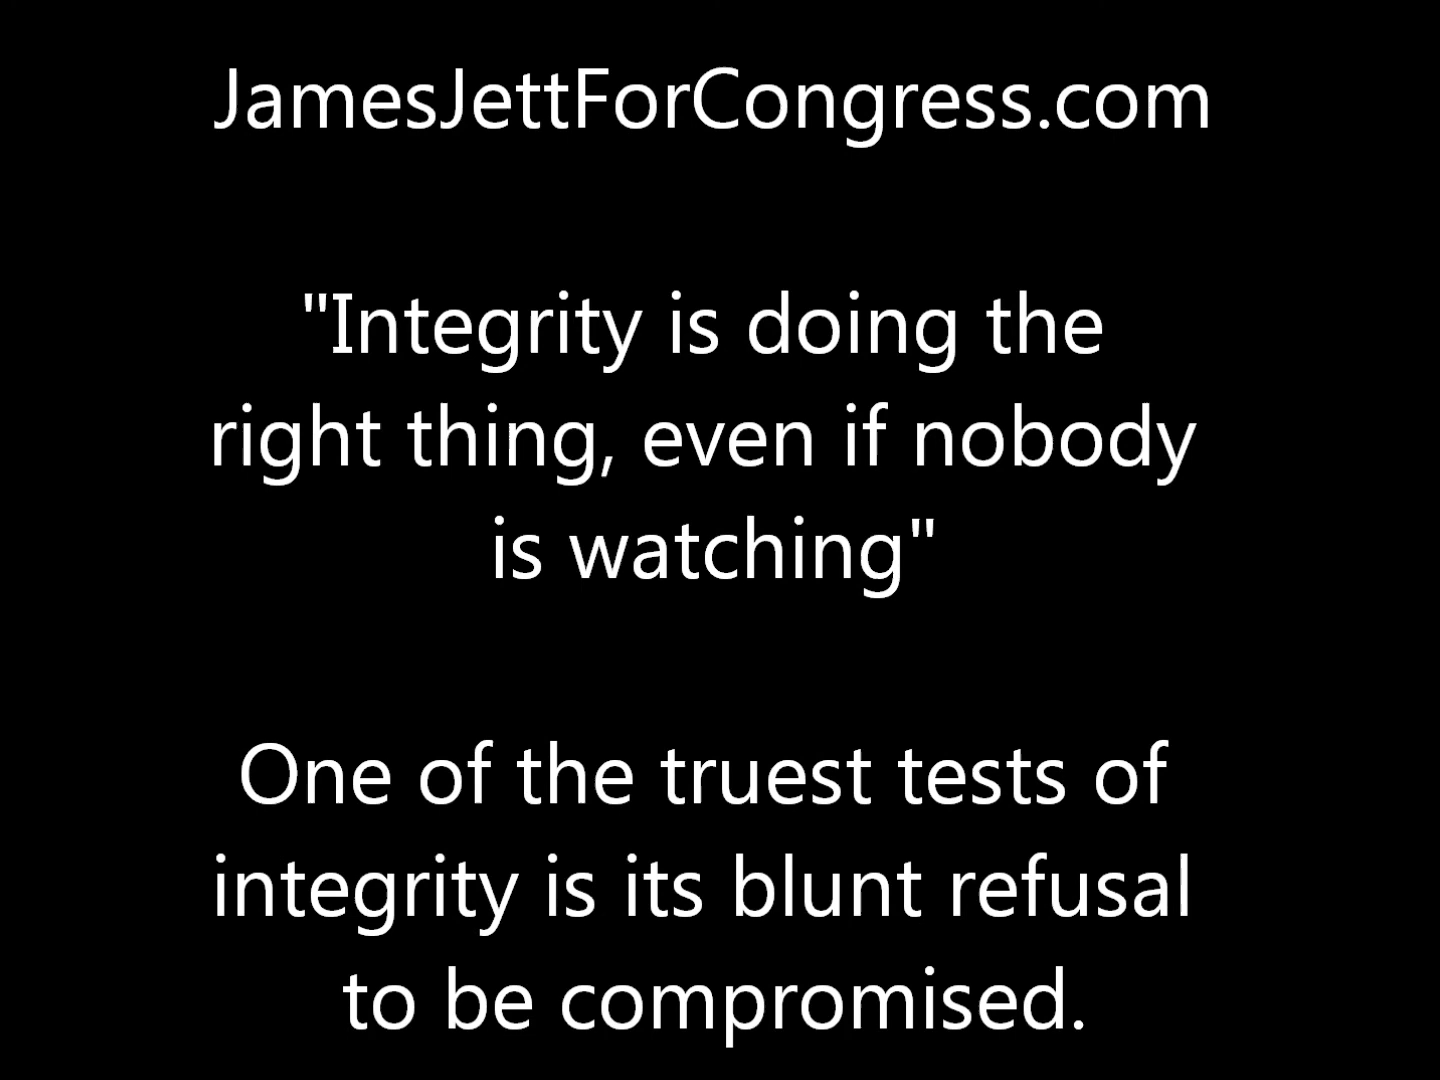 JamesJettForCongress.com
"Integrity is doing the
right thing, even if nobody
is watching"
One of the truest tests of
integrity is its blunt refusal
to be compromised.